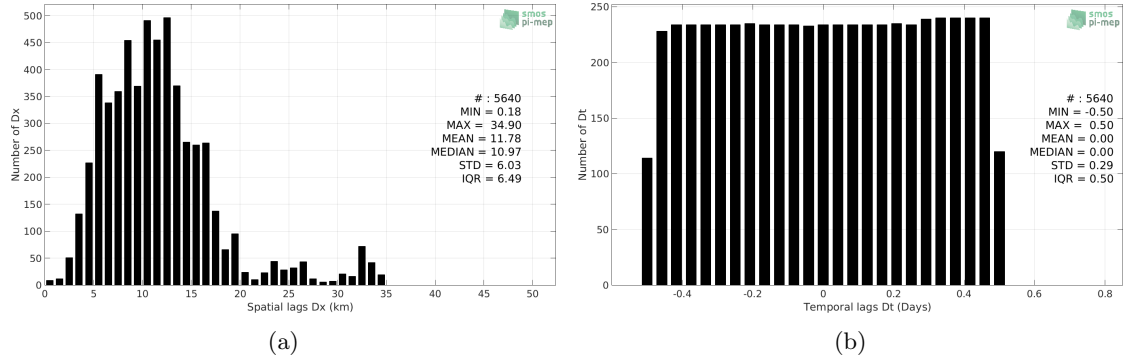 500
450
400
350
300
250
200
150
100
50
0
Number of Dx
0 5 10 15 20 25 30 35 40 45 50
Spatial lags Dx (km)
smos
pi-mep
# : 5640
MIN = 0.18
MAX = 34.90
MEAN = 11.78
MEDIAN = 10.97
STD = 6.03
IQR = 6.49
(a)
250
200
150
100
50
0
Number of Dt
-0.4 -0.2 0 0.2 0.4 0.6 0.8
Temporal lags Dt (Days)
smos
pi-mep
# : 5640
MIN = -0.50
MAX = 0.50
MEAN = 0.00
MEDIAN = 0.00
STD = 0.29
IQR = 0.50
(b)